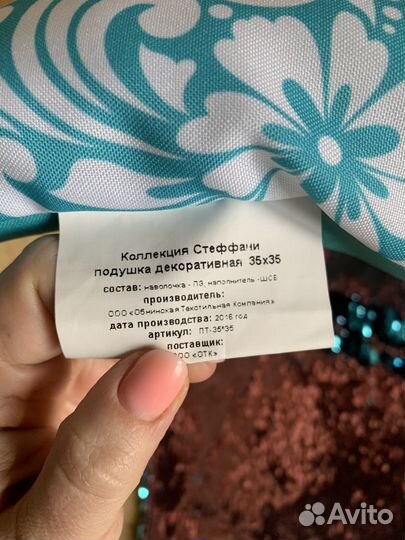 Коллекция Стеффачи
подушка декоративная 35х35
состав: наволочка - ПЭ, наполнитель -ШСВ
производитель:
ООО «Обнинская Текстильная Компания»
дата производства: 2016 год
артикул: ПТ-35*35
поставщик:
ООО «ОТК»
Avito